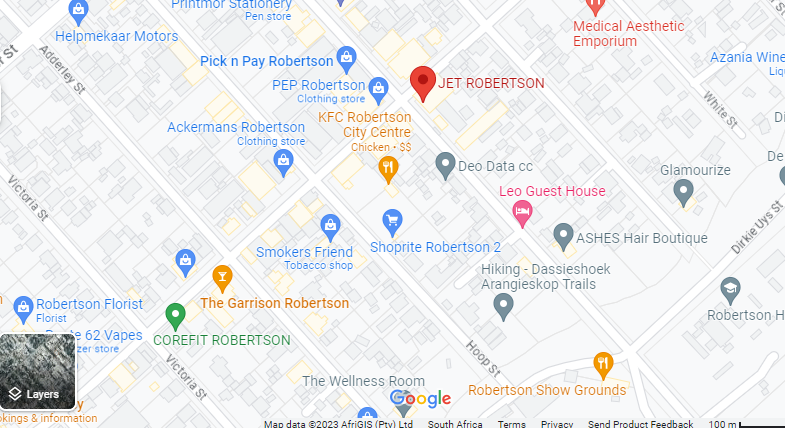 Printmor Stationery
Pen store
Helpmekaar Motors
Adderley St
Pick n Pay Robertson
PEP Robertson
Clothing store
JET ROBERTSON
Medical Aesthetic
Emporium
Azania Wine
White St
KFC Robertson
City Centre
Chicken • $$
Ackermans Robertson
Clothing store
Deo Data cc
Glamourize
Leo Guest House
Victoria St
Dirkie Uys St
Shoprite Robertson 2
ASHES Hair Boutique
Smokers Friend
Tobacco shop
Hiking - Dassieshoek
Arangieskop Trails
The Garrison Robertson
Robertson Florist
Florist
Robertson H
COREFIT ROBERTSON
62 Vapes
Hoop St
Victoria St
The Wellness Room
Robertson Show Grounds
Layers
Google
okings & information
Map data ©2023 AfriGIS (Pty) Ltd South Africa Terms Privacy Send Product Feedback 100 m